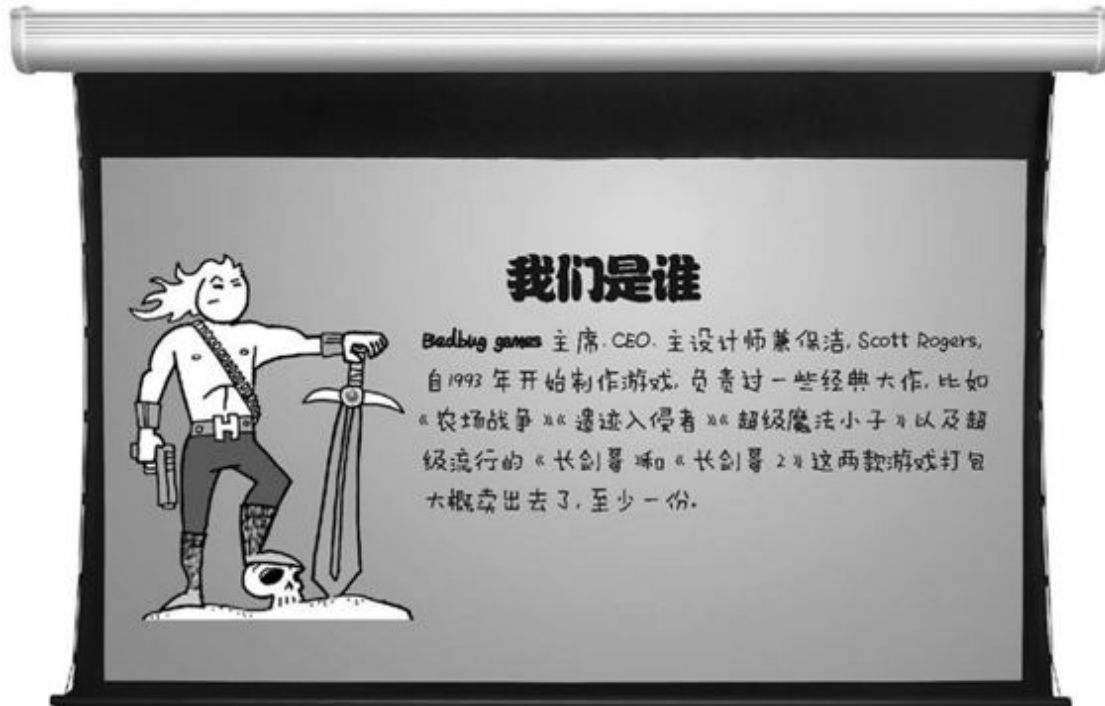 我们是谁
Bedbug games 主席、CEO、主设计师兼保洁, Scott Rogers,
自1993年开始制作游戏, 负责过一些经典大作, 比如
《农场战争》《遗迹入侵者》《超级魔法小子》以及超
级流行的《长剑哥》和《长剑哥2》这两款游戏打包
大概卖出去了, 至少一份。